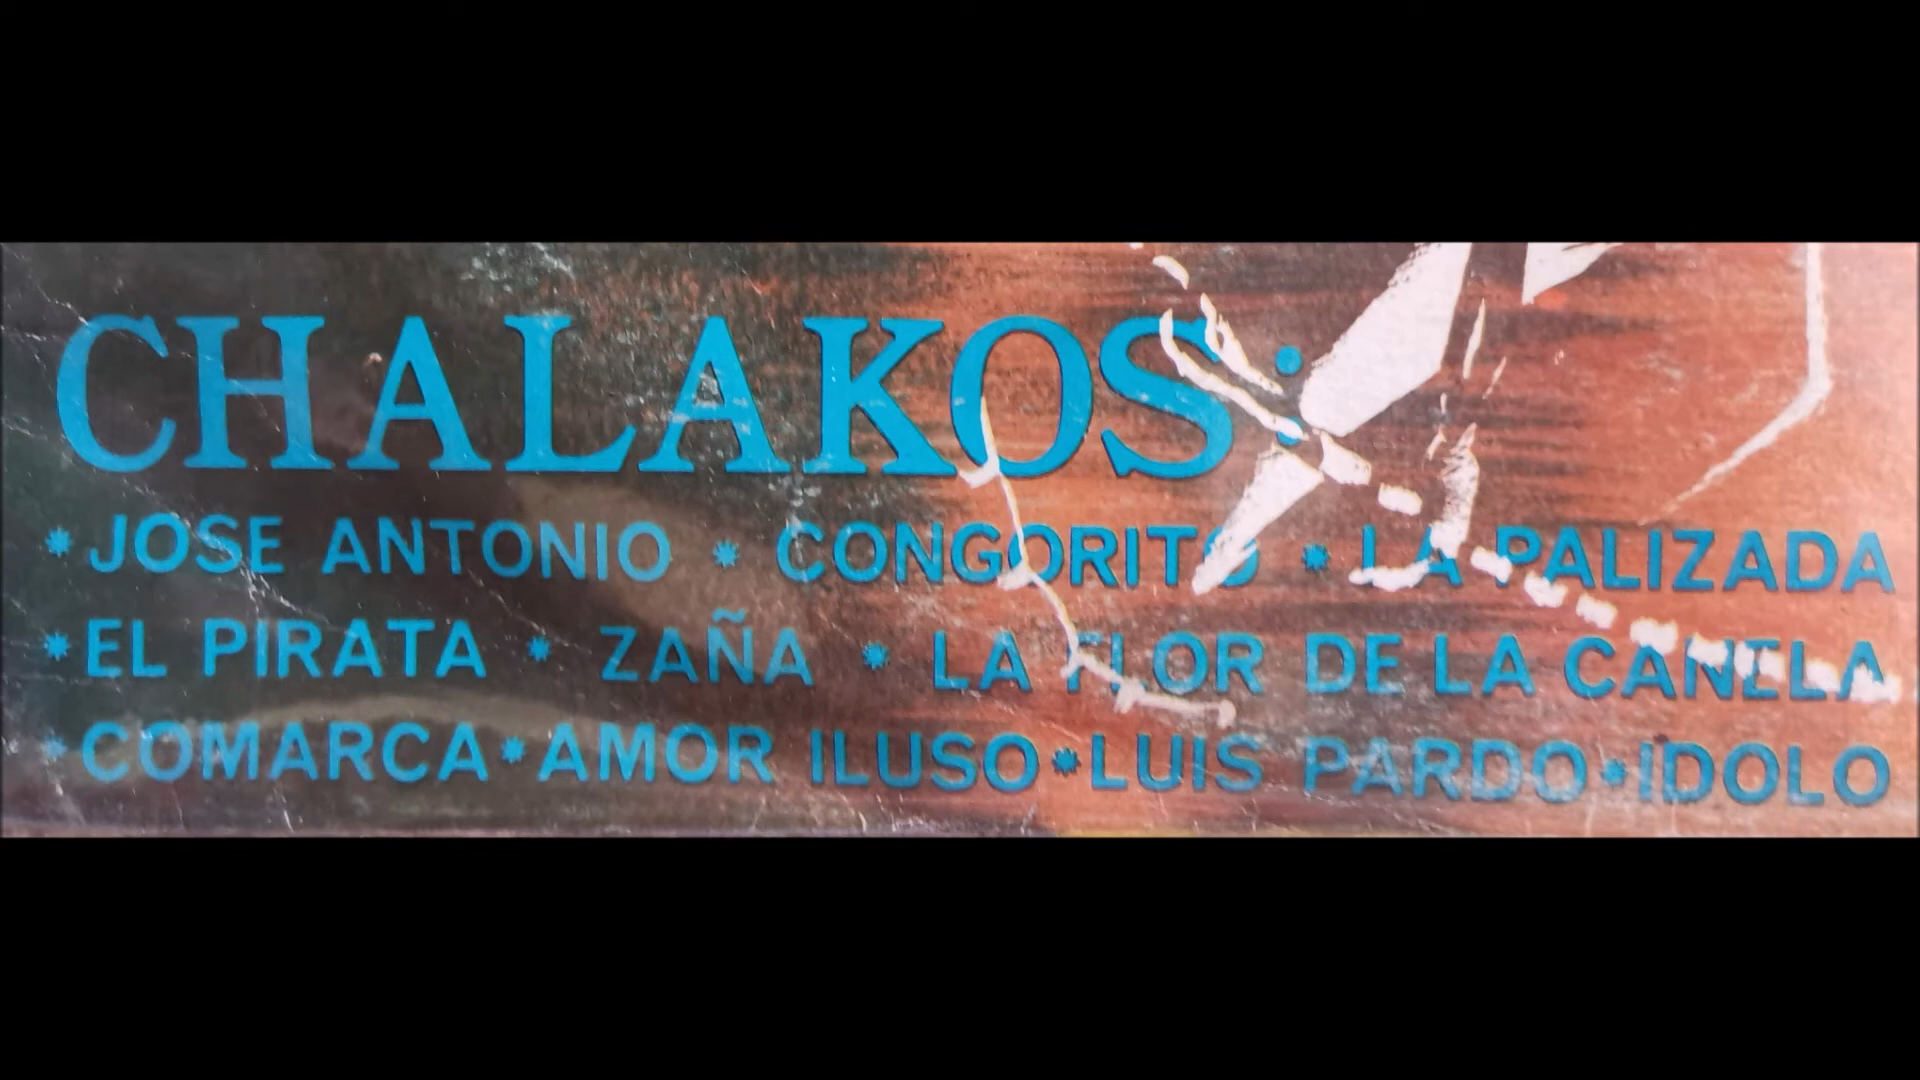 CHALAKOS:
* JOSE ANTONIO * CONGORITO * LA PALIZADA
* EL PIRATA * ZAÑA * LA FLOR DE LA CANELA
* COMARCA * AMOR ILUSO * LUIS PARDO * IDOLO